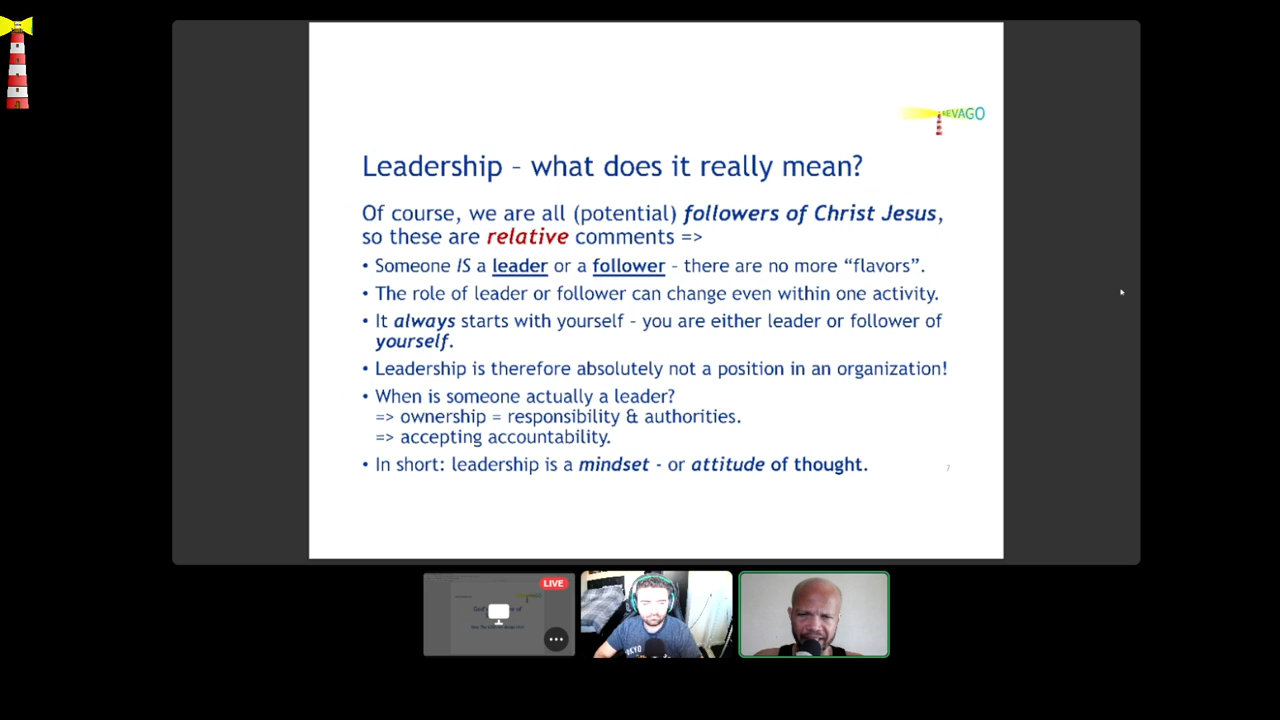 EVAGO
Leadership – what does it really mean?
Of course, we are all (potential) followers of Christ Jesus,
so these are relative comments =>
• Someone IS a leader or a follower – there are no more “flavors”.
• The role of leader or follower can change even within one activity.
• It always starts with yourself – you are either leader or follower of
yourself.
• Leadership is therefore absolutely not a position in an organization!
• When is someone actually a leader?
=> ownership = responsibility & authorities.
=> accepting accountability.
• In short: leadership is a mindset - or attitude of thought.
7
LIVE